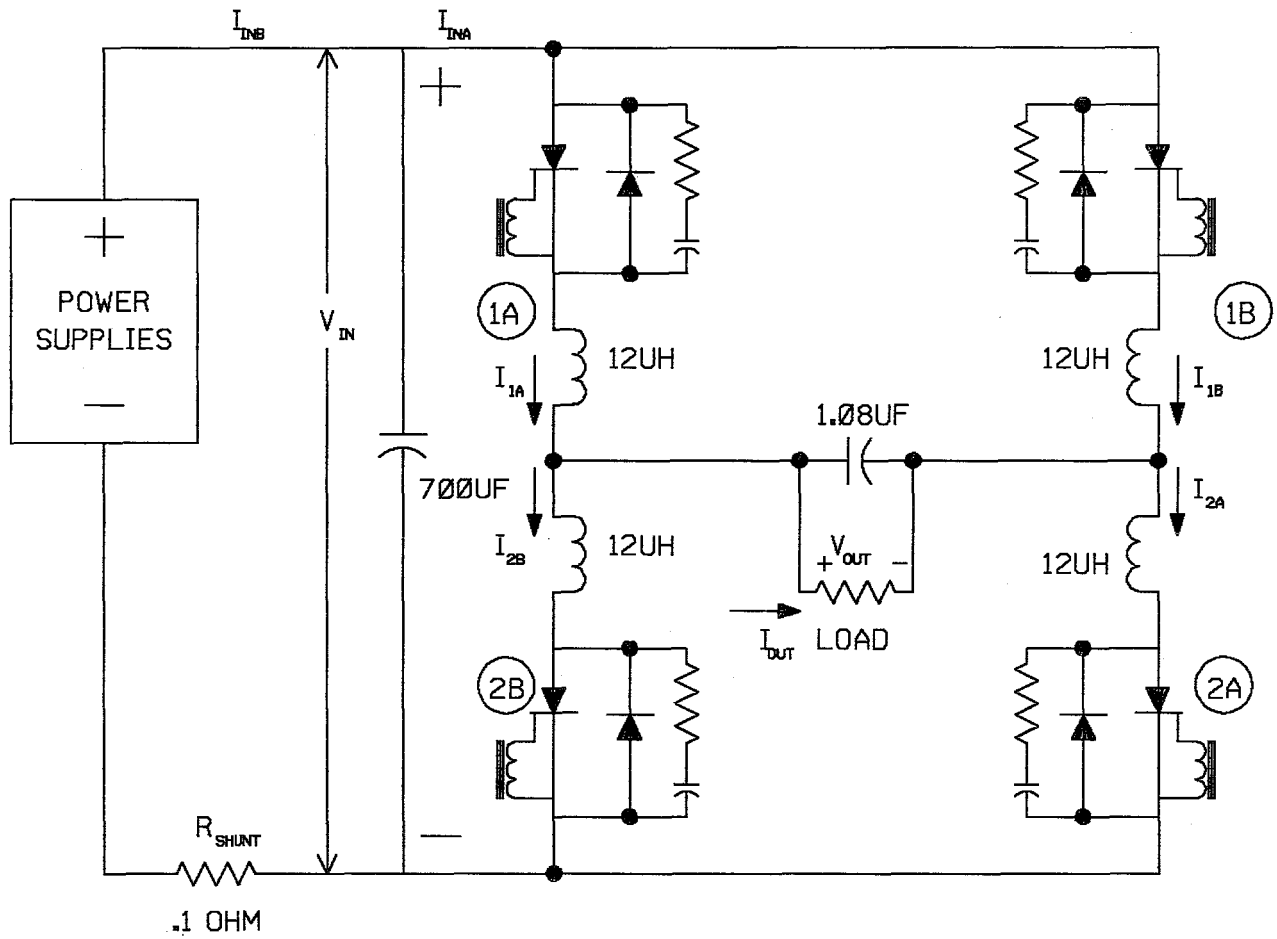 I_INB
I_INA
+
+
POWER
SUPPLIES
−
V_IN
1A
1B
12UH
12UH
I_1A
I_1B
1.08UF
700UF
I_2B
I_2A
12UH
12UH
+ V_OUT −
I_OUT LOAD
2B
2A
−
R_SHUNT
.1 OHM